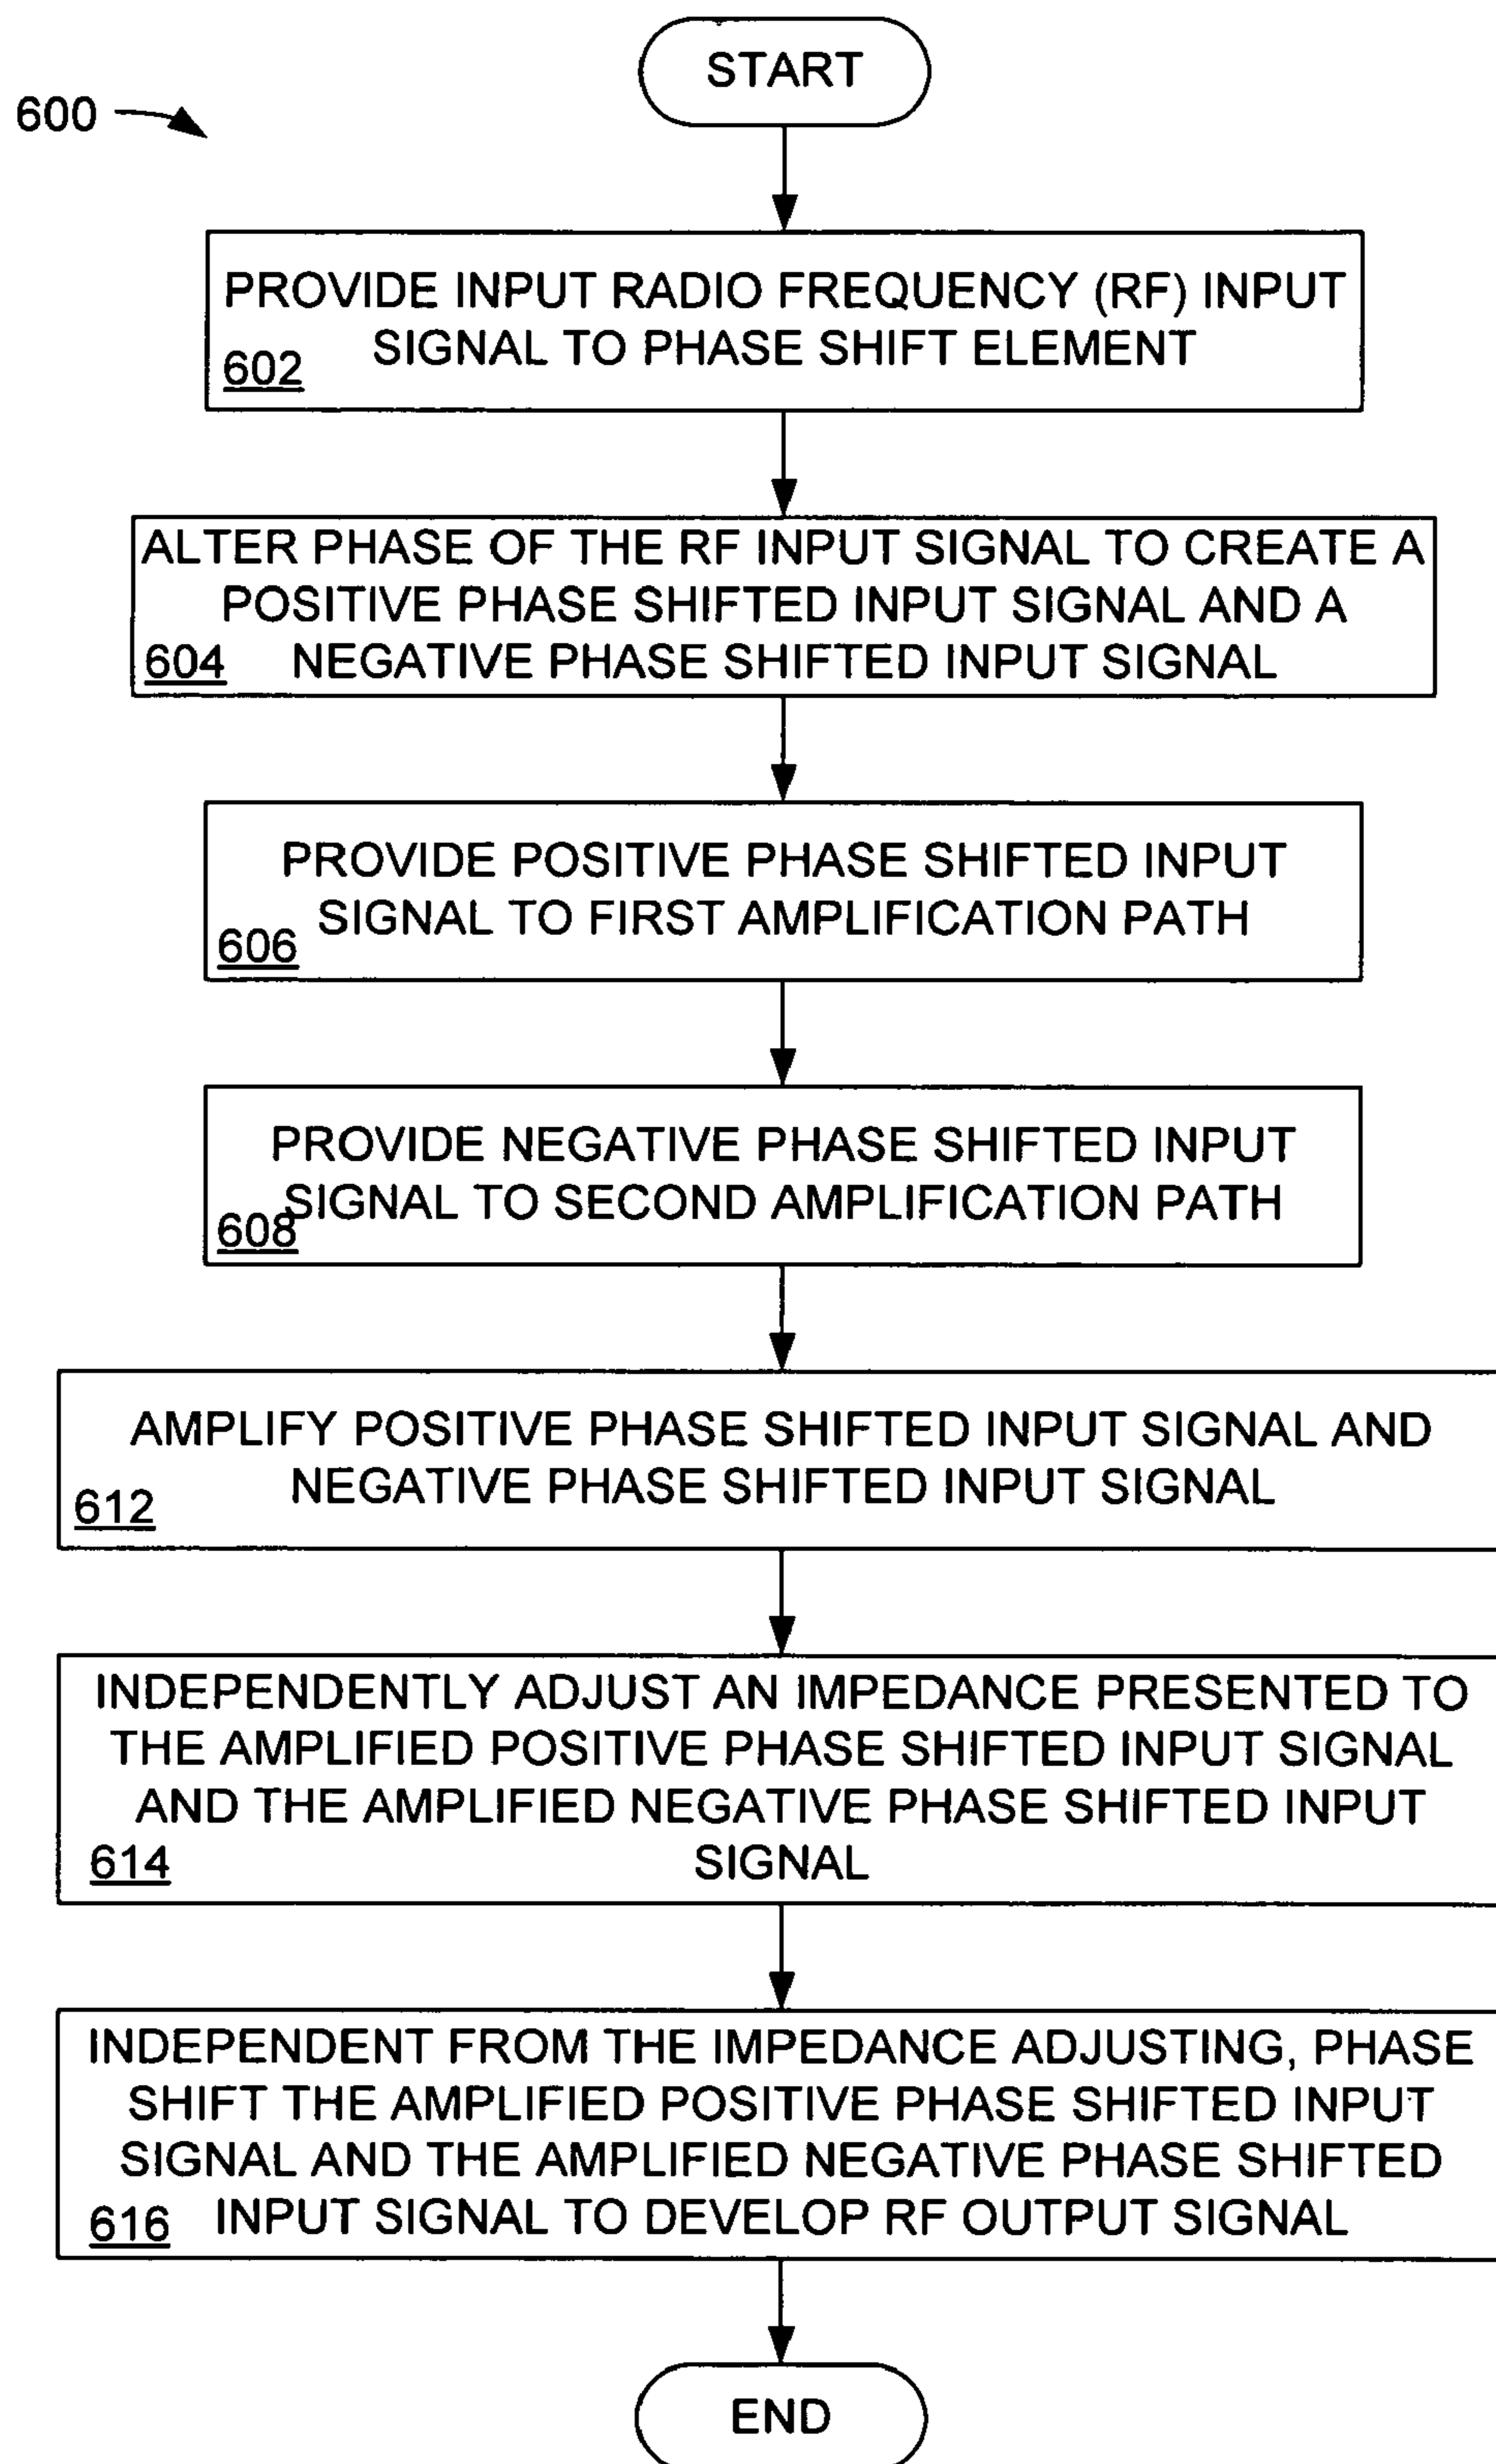 START
600
PROVIDE INPUT RADIO FREQUENCY (RF) INPUT
SIGNAL TO PHASE SHIFT ELEMENT
602
ALTER PHASE OF THE RF INPUT SIGNAL TO CREATE A
POSITIVE PHASE SHIFTED INPUT SIGNAL AND A
NEGATIVE PHASE SHIFTED INPUT SIGNAL
604
PROVIDE POSITIVE PHASE SHIFTED INPUT
SIGNAL TO FIRST AMPLIFICATION PATH
606
PROVIDE NEGATIVE PHASE SHIFTED INPUT
SIGNAL TO SECOND AMPLIFICATION PATH
608
AMPLIFY POSITIVE PHASE SHIFTED INPUT SIGNAL AND
NEGATIVE PHASE SHIFTED INPUT SIGNAL
612
INDEPENDENTLY ADJUST AN IMPEDANCE PRESENTED TO
THE AMPLIFIED POSITIVE PHASE SHIFTED INPUT SIGNAL
AND THE AMPLIFIED NEGATIVE PHASE SHIFTED INPUT
SIGNAL
614
INDEPENDENT FROM THE IMPEDANCE ADJUSTING, PHASE
SHIFT THE AMPLIFIED POSITIVE PHASE SHIFTED INPUT
SIGNAL AND THE AMPLIFIED NEGATIVE PHASE SHIFTED
INPUT SIGNAL TO DEVELOP RF OUTPUT SIGNAL
616
END